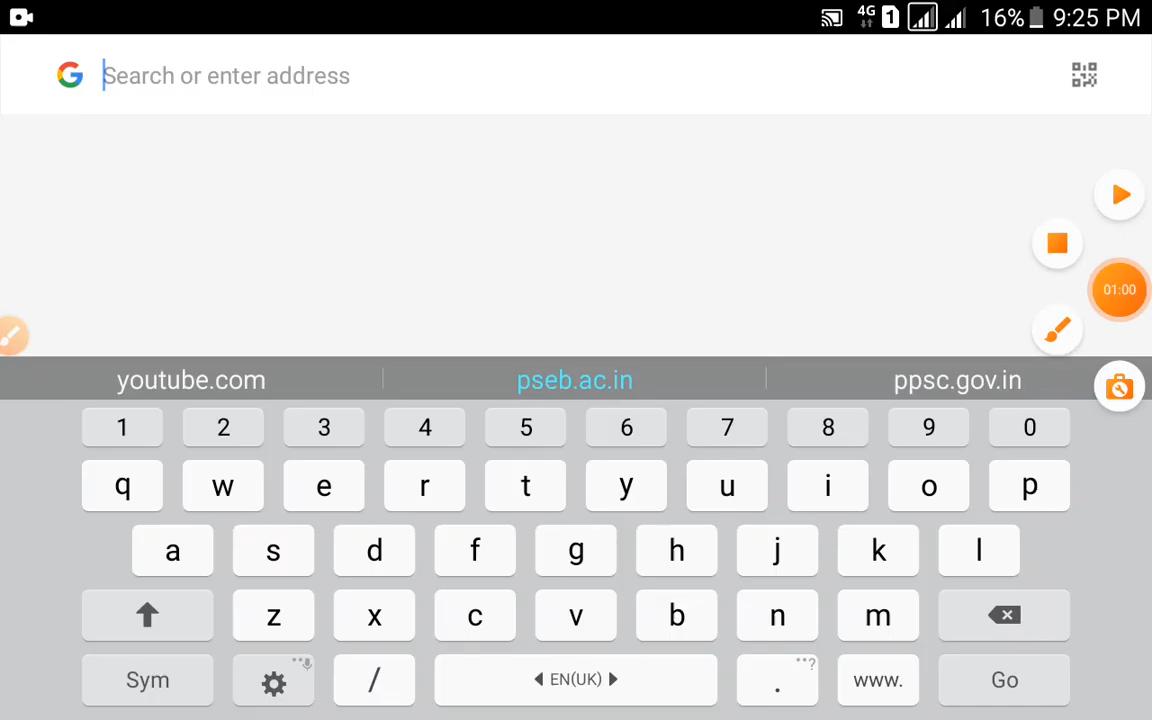 4G 1 16% 9:25 PM
Search or enter address
01:00
youtube.com pseb.ac.in ppsc.gov.in
1 2 3 4 5 6 7 8 9 0
q w e r t y u i o p
a s d f g h j k l
z x c v b n m
Sym / EN(UK) . ? www. Go